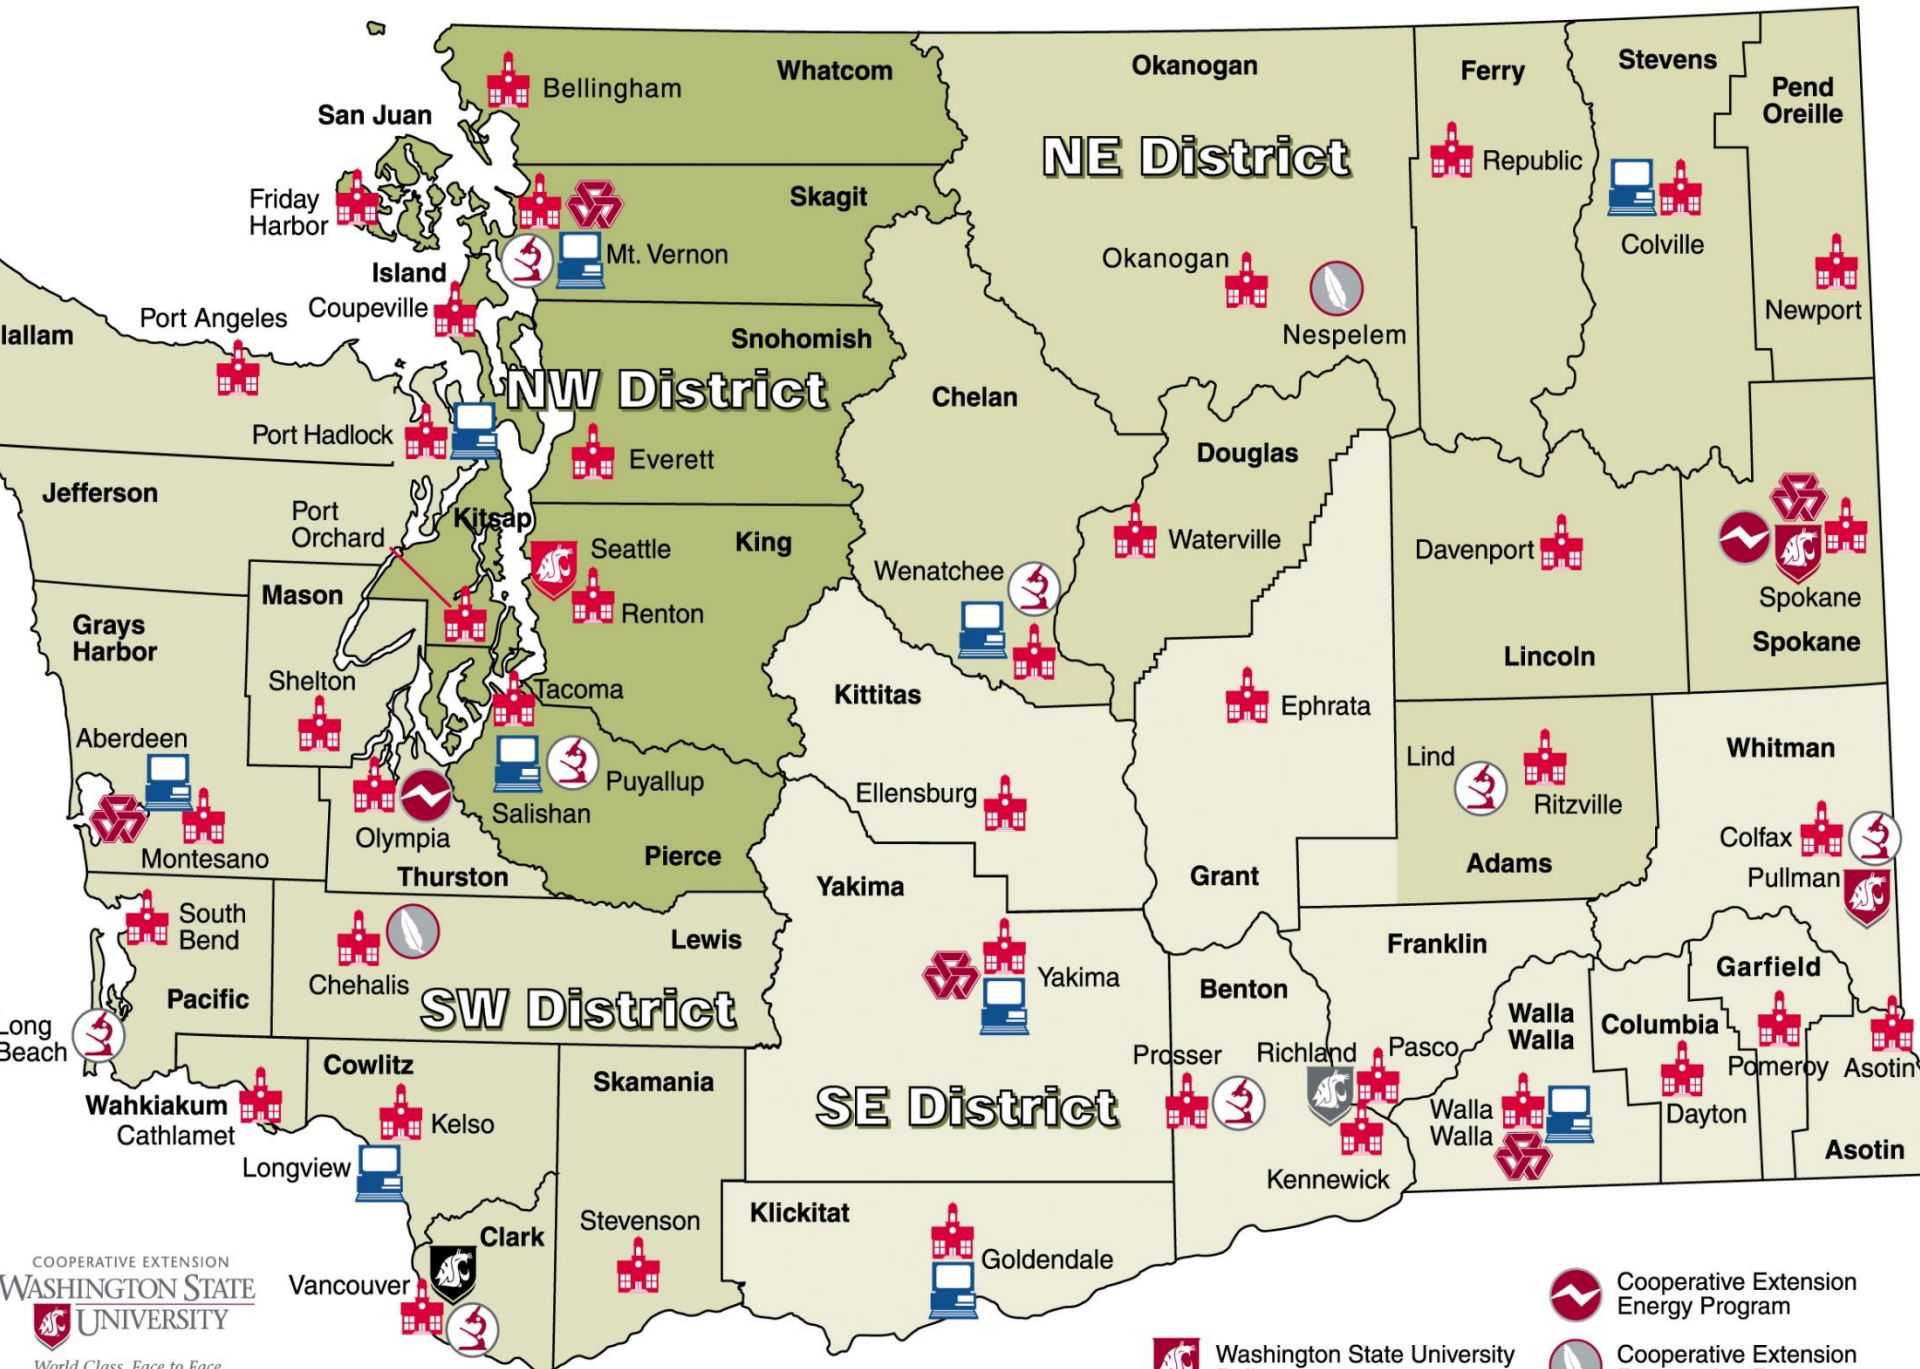 Whatcom
Okanogan
Ferry
Stevens
Pend
Oreille
Bellingham
San Juan
NE District
Republic
Friday
Harbor
Skagit
Mt. Vernon
Colville
Okanogan
Nespelem
Newport
Island
Coupeville
Port Angeles
lallam
Snohomish
NW District
Chelan
Port Hadlock
Everett
Douglas
Jefferson
Port
Orchard
Kitsap
Seattle
King
Renton
Waterville
Wenatchee
Davenport
Spokane
Spokane
Lincoln
Mason
Grays
Harbor
Shelton
Tacoma
Kittitas
Ephrata
Aberdeen
Montesano
Olympia
Thurston
Salishan
Puyallup
Pierce
Ellensburg
Lind
Ritzville
Adams
Whitman
Colfax
Pullman
Grant
Yakima
South
Bend
Pacific
Chehalis
Lewis
SW District
Yakima
Benton
Franklin
Garfield
Walla
Walla
Columbia
Long
Beach
Cowlitz
Skamania
SE District
Prosser
Richland
Pasco
Pomeroy
Asotin
Wahkiakum
Cathlamet
Kelso
Longview
Walla
Walla
Dayton
Kennewick
Asotin
Klickitat
Stevenson
Clark
Goldendale
Vancouver
COOPERATIVE EXTENSION
WASHINGTON STATE
UNIVERSITY
World Class. Face to Face.
Cooperative Extension
Energy Program
Washington State University
Cooperative Extension